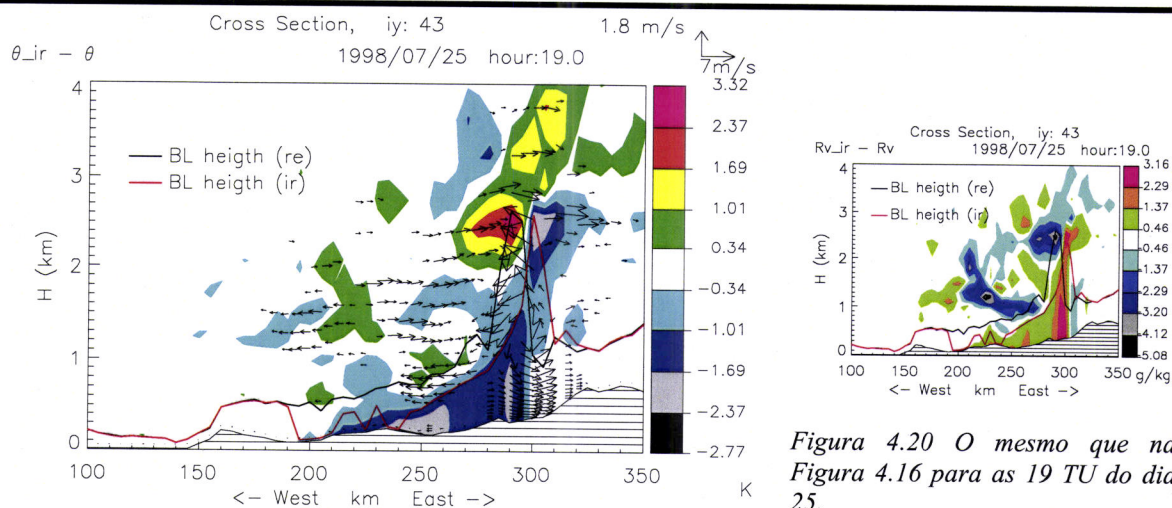 Cross Section, iy: 43
1.8 m/s
θ_ir − θ
1998/07/25 hour:19.0
7m/s
4
3
2
1
0
H (km)
BL heigth (re)
BL heigth (ir)
100 150 200 250 300 350
<− West km East −>
3.32
2.37
1.69
1.01
0.34
−0.34
−1.01
−1.69
−2.37
−2.77
K
Cross Section, iy: 43
Rv_ir − Rv
1998/07/25 hour:19.0
4
3
2
1
0
H (km)
BL heigth (re)
BL heigth (ir)
100 150 200 250 300 350
<− West km East −>
3.16
2.29
1.37
0.46
−0.46
−1.37
−2.29
−3.20
−4.12
−5.08
g/kg
Figura 4.20 O mesmo que na
Figura 4.16 para as 19 TU do dia
25.